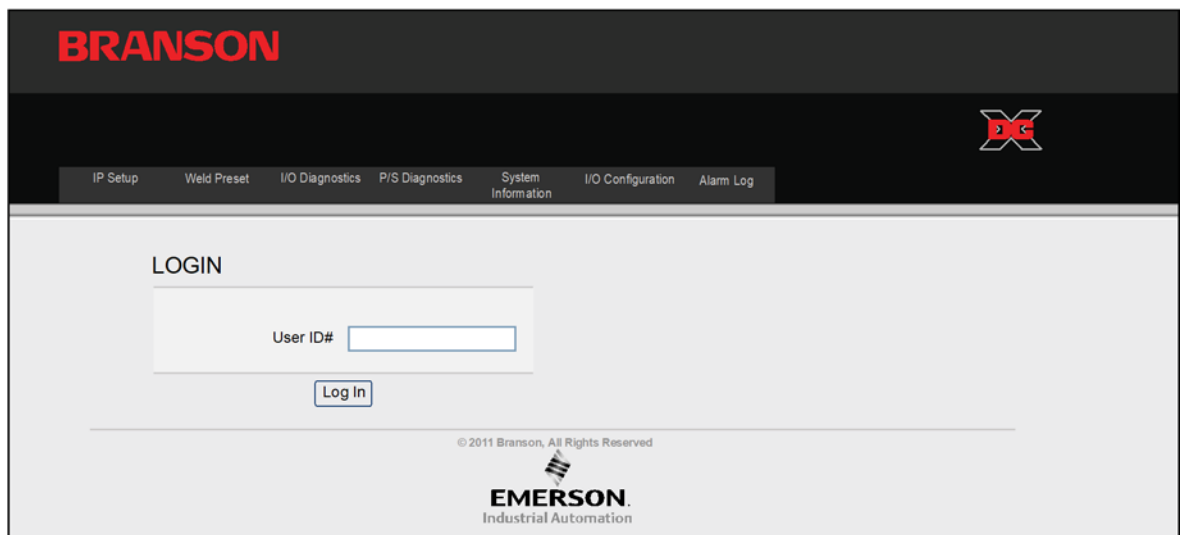 BRANSON
DCX
IP Setup
Weld Preset
I/O Diagnostics
P/S Diagnostics
System
Information
I/O Configuration
Alarm Log
LOGIN
User ID#
Log In
© 2011 Branson, All Rights Reserved
EMERSON.
Industrial Automation